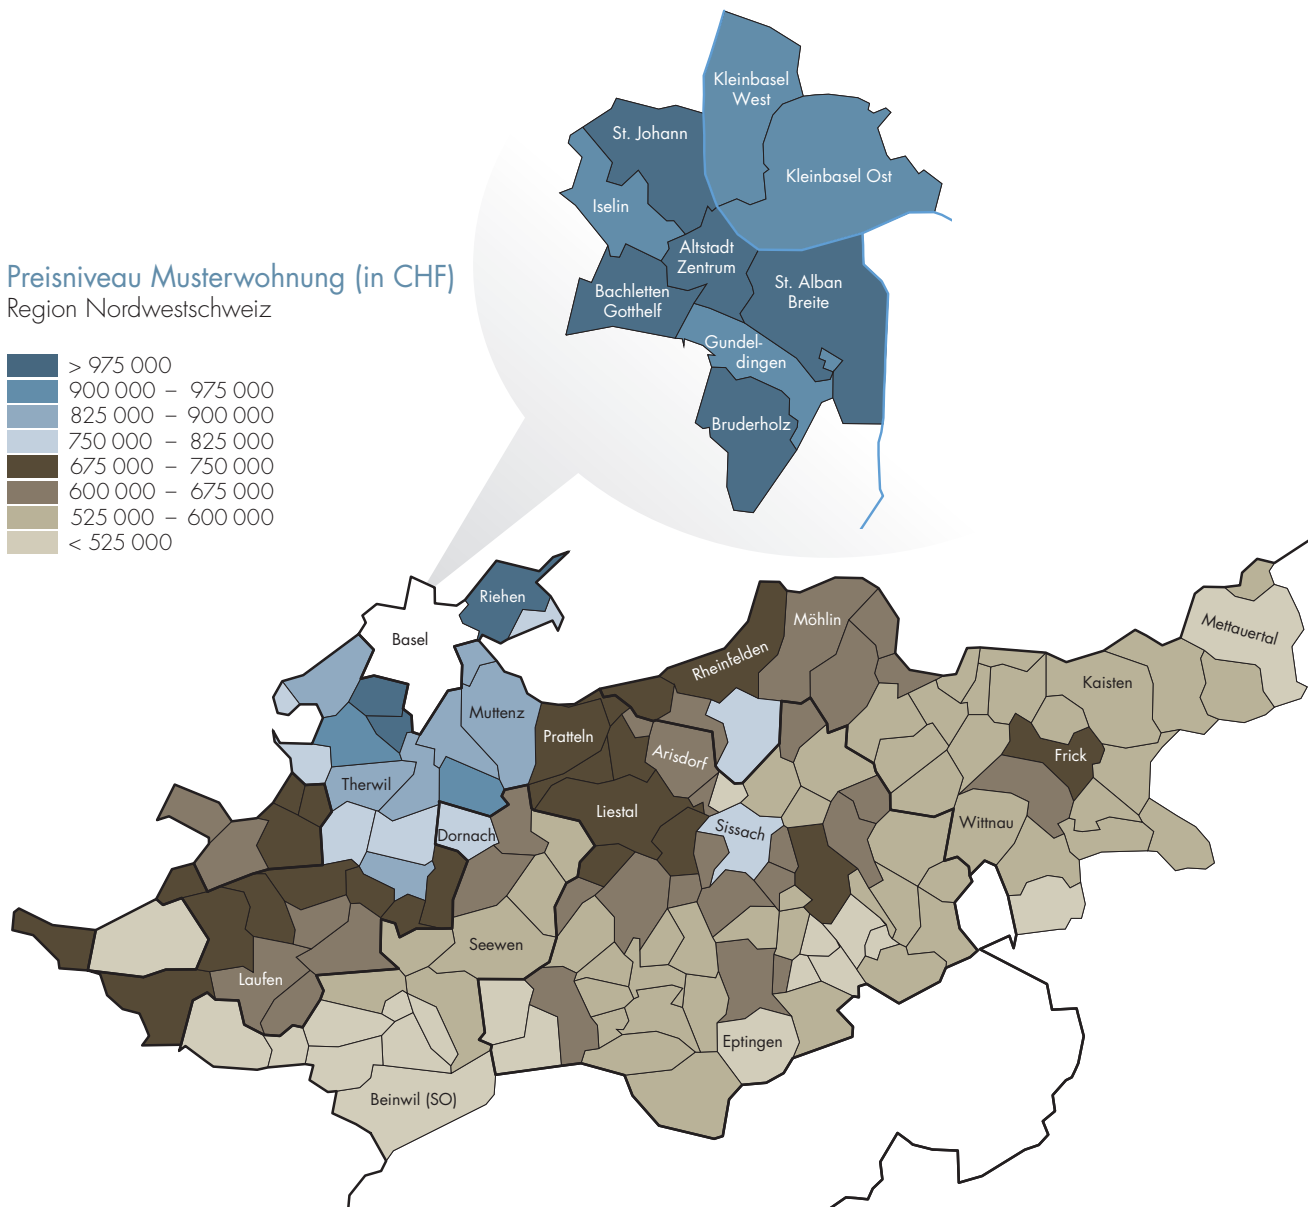 Preisniveau Musterwohnung (in CHF)
Region Nordwestschweiz
> 975 000
900 000 – 975 000
825 000 – 900 000
750 000 – 825 000
675 000 – 750 000
600 000 – 675 000
525 000 – 600 000
< 525 000
Kleinbasel
West
St. Johann
Kleinbasel Ost
Iselin
Altstadt
Zentrum
St. Alban
Breite
Bachletten
Gotthelf
Gundel-
dingen
Bruderholz
Riehen
Basel
Möhlin
Mettauertal
Rheinfelden
Kaisten
Muttenz
Pratteln
Arisdorf
Frick
Therwil
Liestal
Sissach
Wittnau
Dornach
Seewen
Laufen
Eptingen
Beinwil (SO)